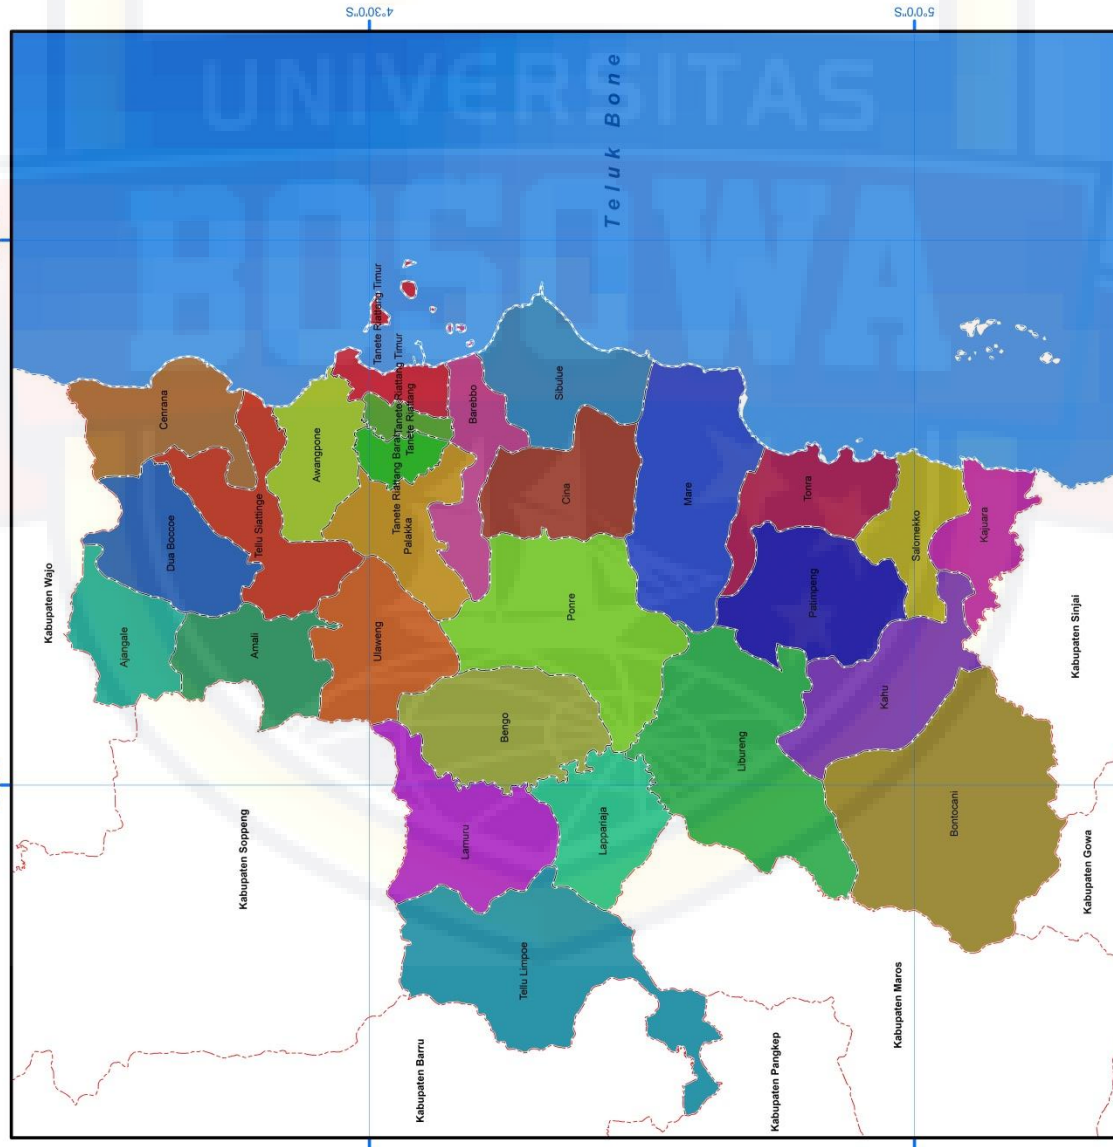 4°30'0"S
5°0'0"S
UNIVERSITAS
BOSOWA
Teluk Bone
Tanete Riattang Timur
Tanete Riattang Timur
Cenrana
Awangpone
Tanete Riattang
Barebbo
Sibulue
Tanete Riattang Barat
Cina
Mare
Tonra
Tellu Siattinge
Dua Boccoe
Palakka
Salomekko
Kajuara
Kabupaten Wajo
Ajangale
Amali
Ulaweng
Ponre
Patimpeng
Kabupaten Sinjai
Bengo
Kahu
Libureng
Lamuru
Lappariaja
Bontocani
Kabupaten Soppeng
Kabupaten Gowa
Tellu Limpoe
Kabupaten Maros
Kabupaten Barru
Kabupaten Pangkep